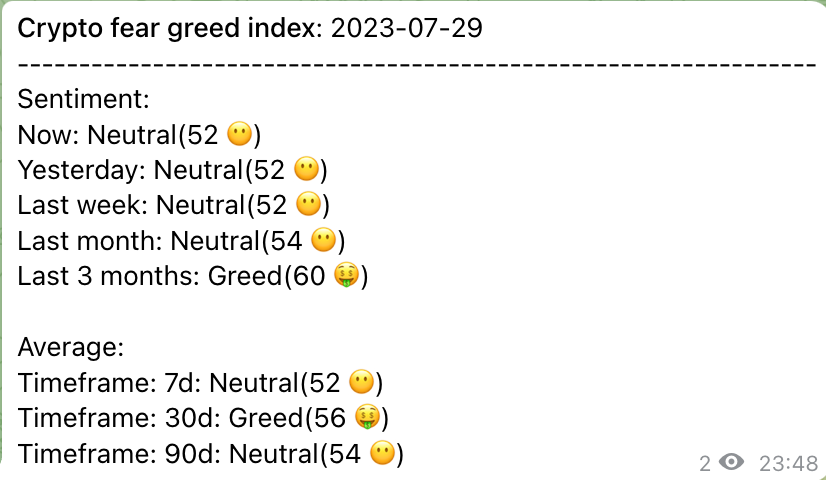 Crypto fear greed index: 2023-07-29
-----------------------------------------------------------------
Sentiment:
Now: Neutral(52 😶)
Yesterday: Neutral(52 😶)
Last week: Neutral(52 😶)
Last month: Neutral(54 😶)
Last 3 months: Greed(60 🤑)

Average:
Timeframe: 7d: Neutral(52 😶)
Timeframe: 30d: Greed(56 🤑)
Timeframe: 90d: Neutral(54 😶)
2 23:48